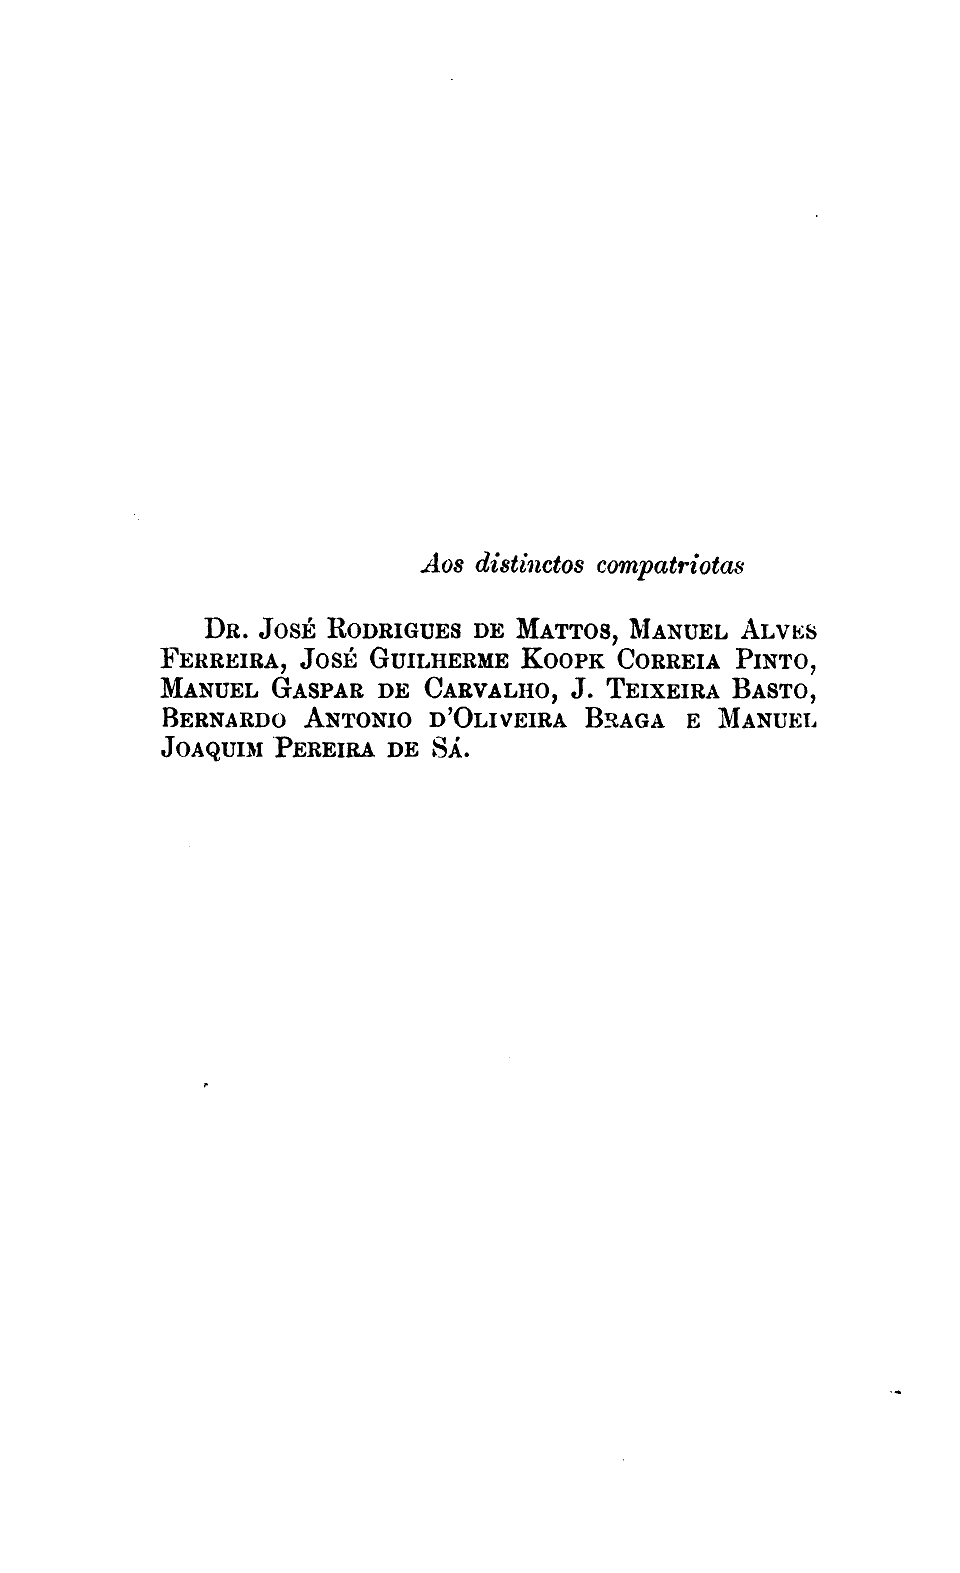 Aos distinctos compatriotas
Dr. José Rodrigues de Mattos, Manuel Alves
Ferreira, José Guilherme Koopk Correia Pinto,
Manuel Gaspar de Carvalho, J. Teixeira Basto,
Bernardo Antonio d'Oliveira Braga e Manuel
Joaquim Pereira de Sá.